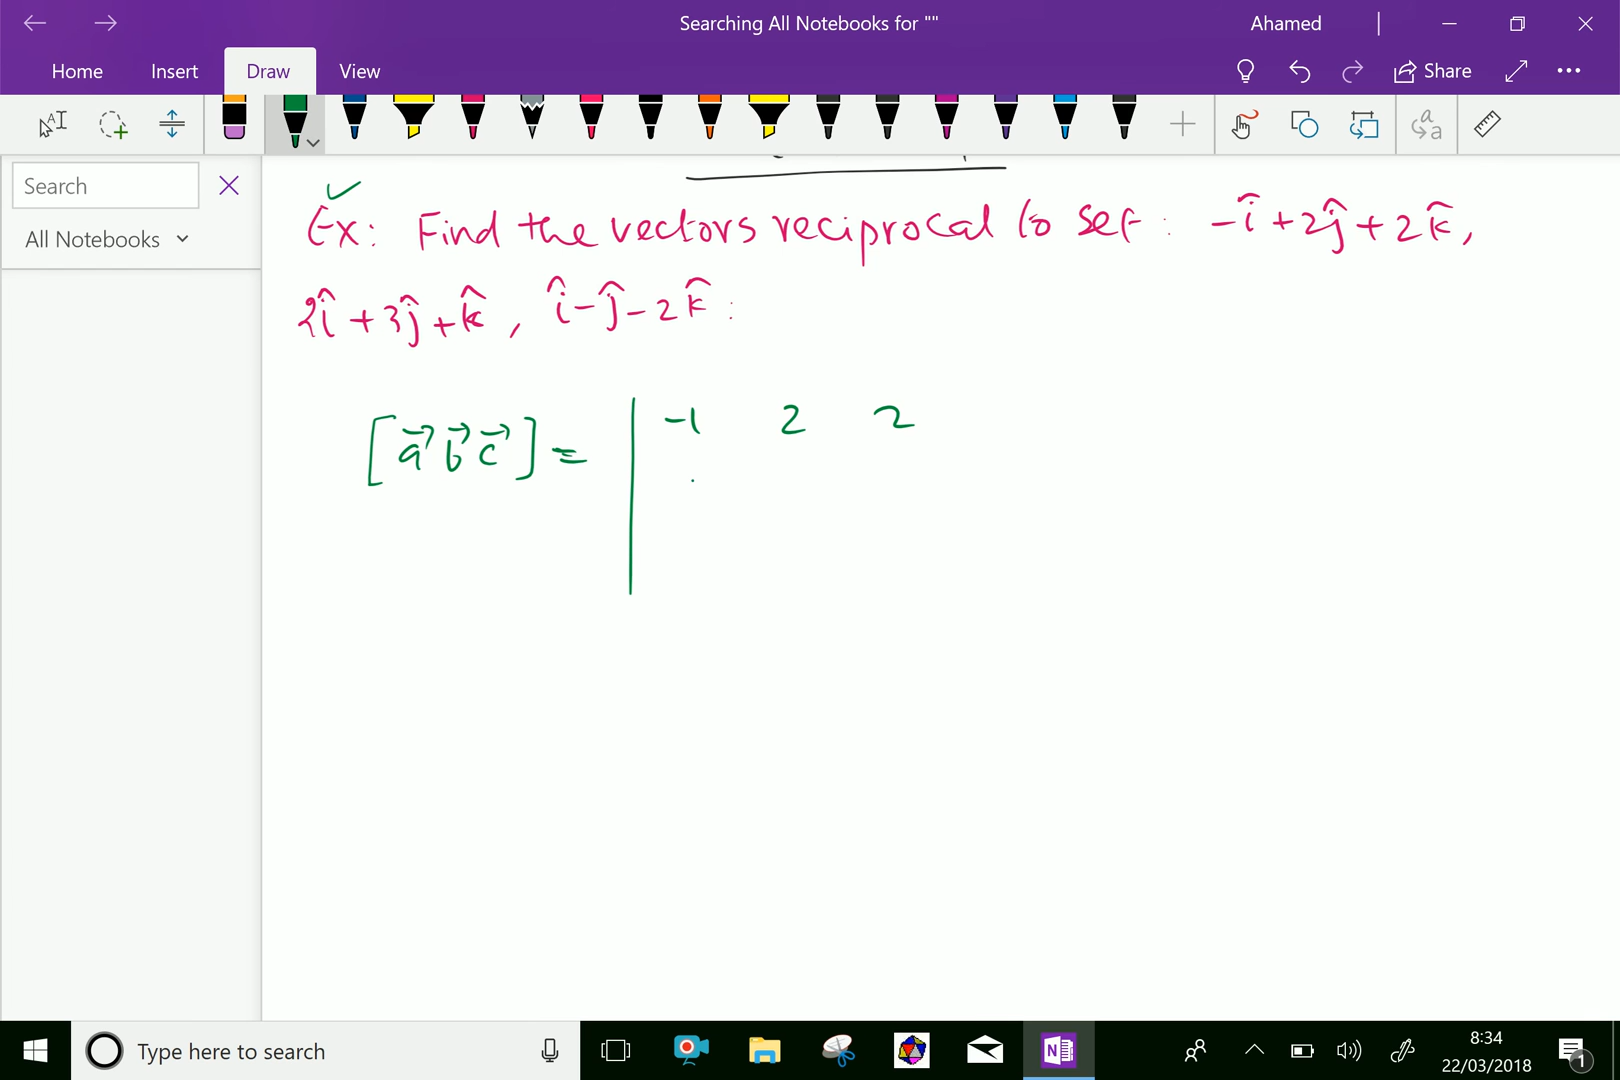 Searching All Notebooks for ""
Ahamed
Home Insert Draw View
Share
Search
All Notebooks
Ex: Find the vectors reciprocal to set : -î + 2ĵ + 2k̂,
2î + 3ĵ + k̂, î - ĵ - 2k̂ :
[a⃗ b⃗ c⃗] = | -1 2 2
Type here to search
8:34
22/03/2018
1